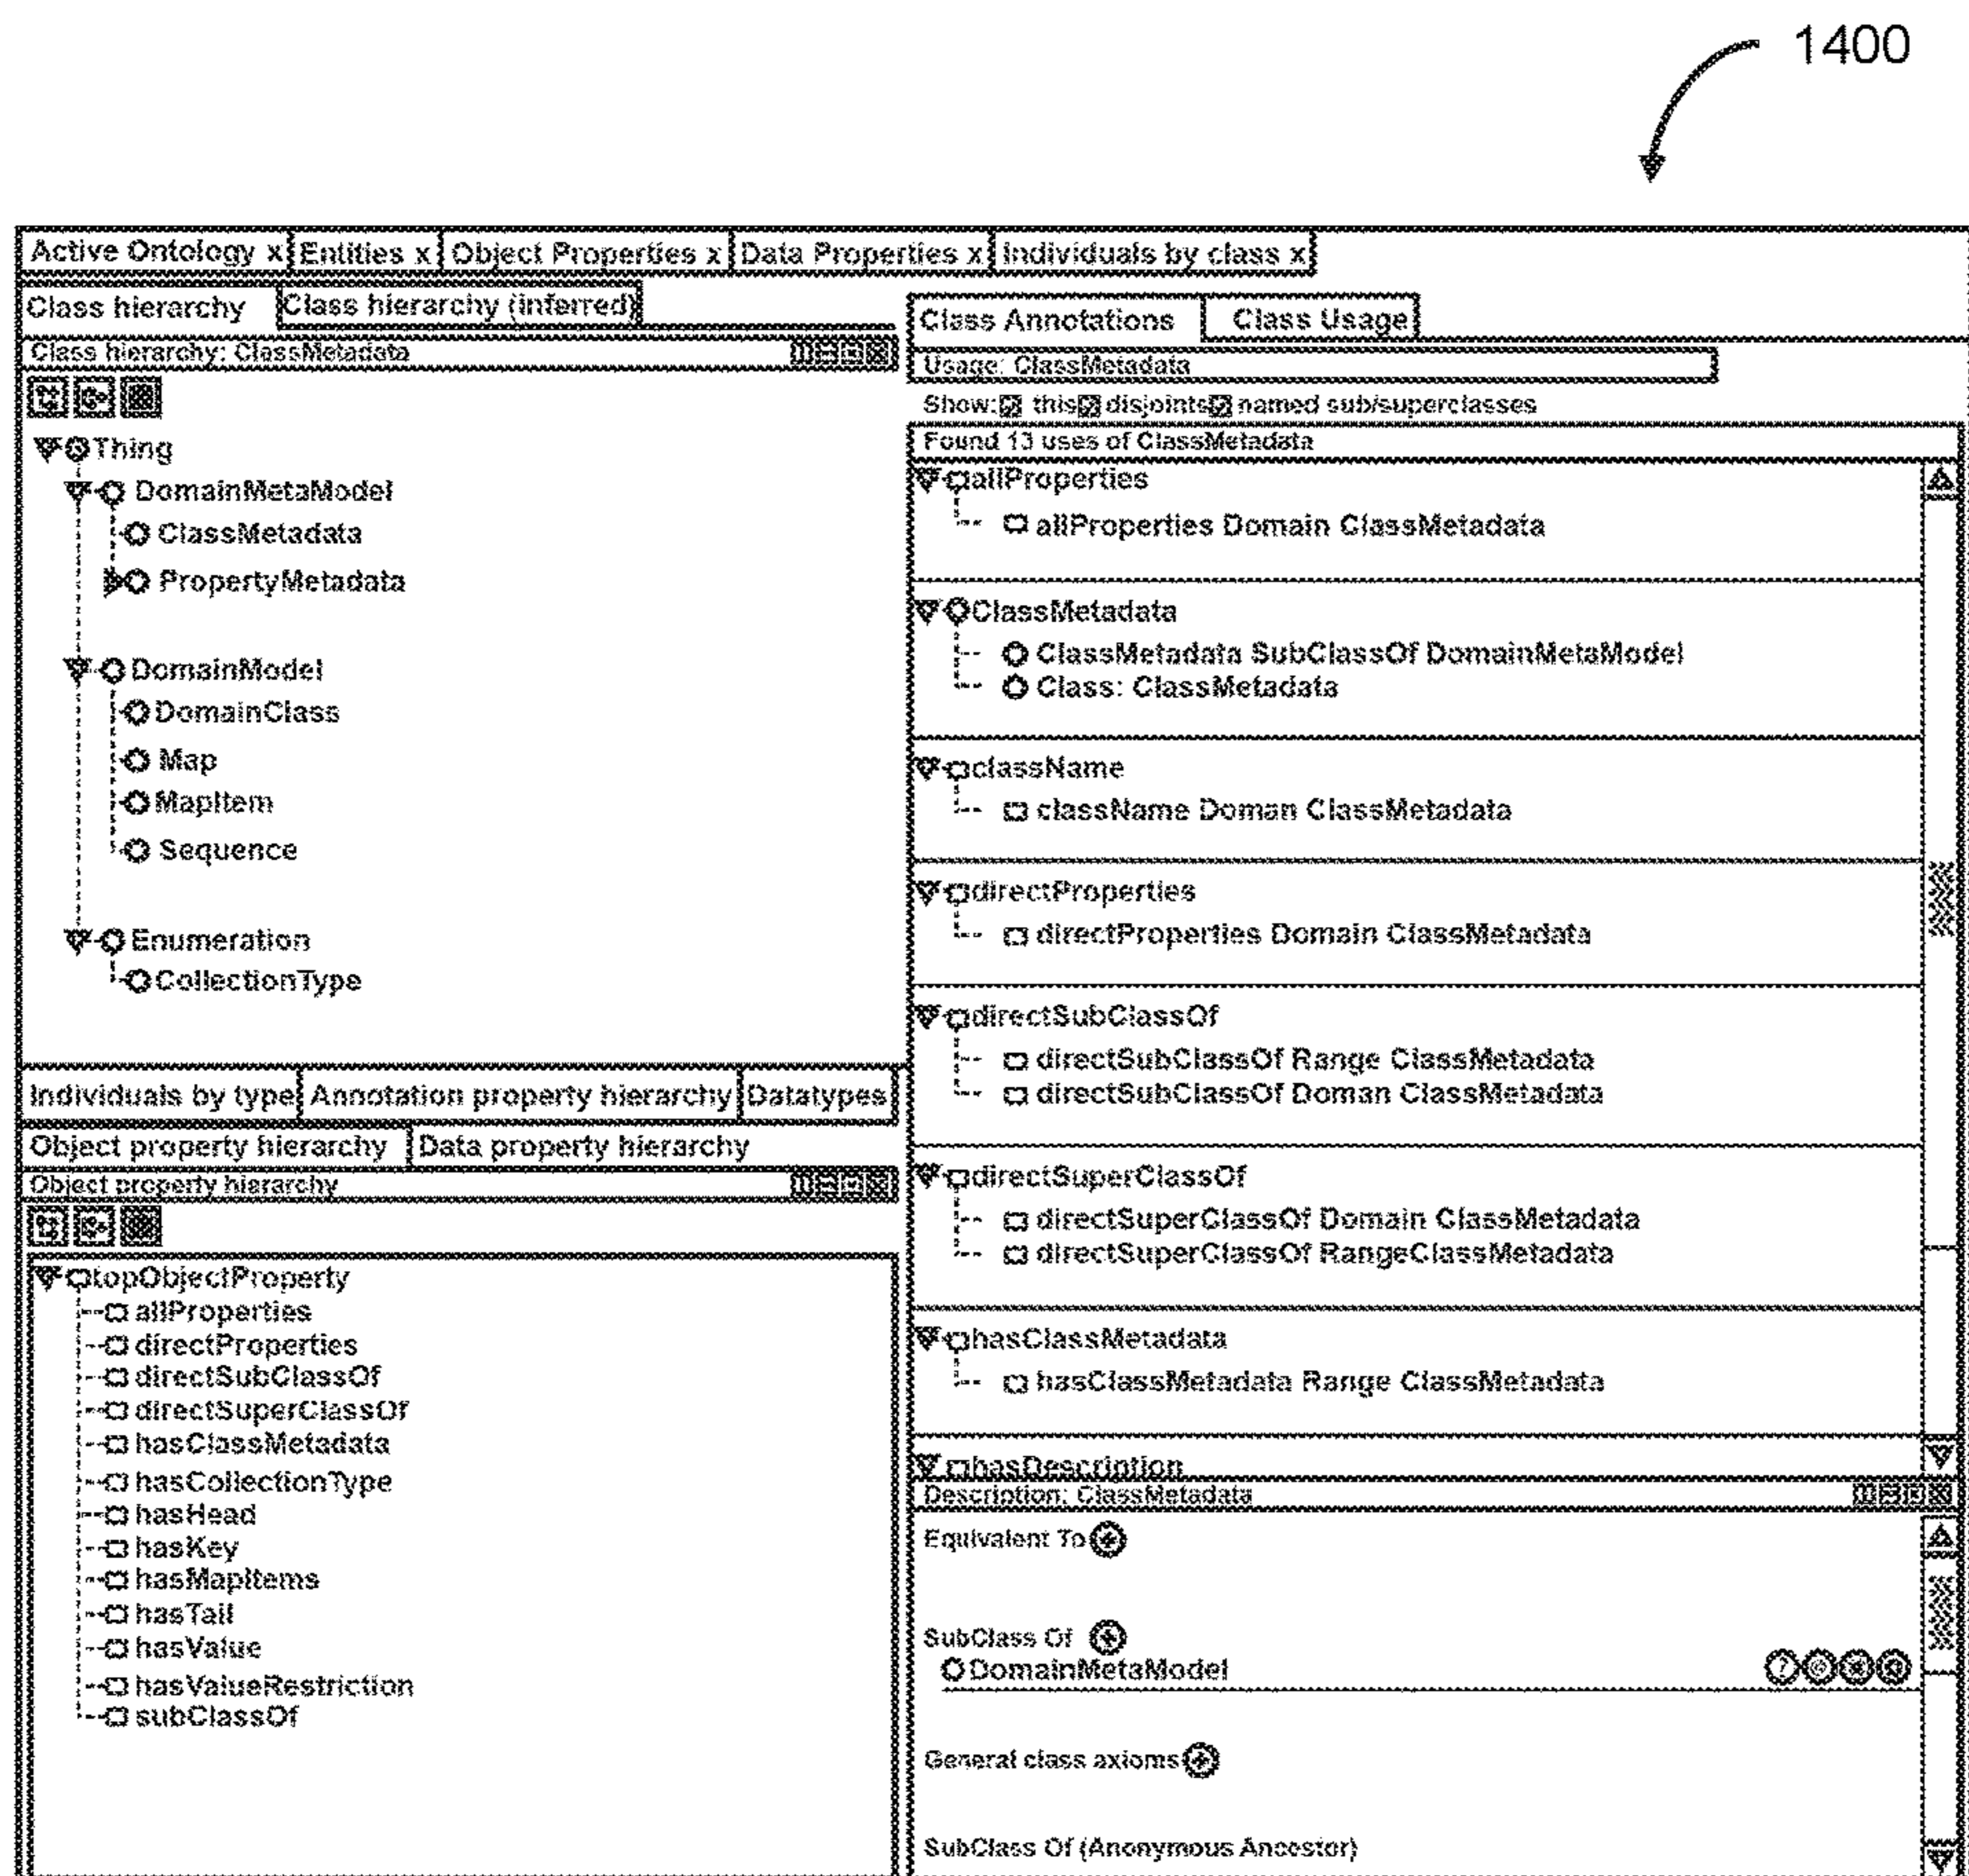 1400
Active Ontology x Entities x Object Properties x Data Properties x Individuals by class x
Class hierarchy Class hierarchy (inferred)
Class hierarchy: ClassMetadata
Thing
DomainMetaModel
ClassMetadata
PropertyMetadata
DomainModel
DomainClass
Map
MapItem
Sequence
Enumeration
CollectionType
Individuals by type Annotation property hierarchy Datatypes
Object property hierarchy Data property hierarchy
Object property hierarchy
topObjectProperty
allProperties
directProperties
directSubClassOf
directSuperClassOf
hasClassMetadata
hasCollectionType
hasHead
hasKey
hasMapItems
hasTail
hasValue
hasValueRestriction
subClassOf
Class Annotations Class Usage
Usage: ClassMetadata
Show: this disjoints named sub/superclasses
Found 13 uses of ClassMetadata
allProperties
allProperties Domain ClassMetadata
ClassMetadata
ClassMetadata SubClassOf DomainMetaModel
Class: ClassMetadata
className
className Doman ClassMetadata
directProperties
directProperties Domain ClassMetadata
directSubClassOf
directSubClassOf Range ClassMetadata
directSubClassOf Doman ClassMetadata
directSuperClassOf
directSuperClassOf Domain ClassMetadata
directSuperClassOf RangeClassMetadata
hasClassMetadata
hasClassMetadata Range ClassMetadata
hasDescription
Description: ClassMetadata
Equivalent To
SubClass Of
DomainMetaModel
General class axioms
SubClass Of (Anonymous Ancestor)